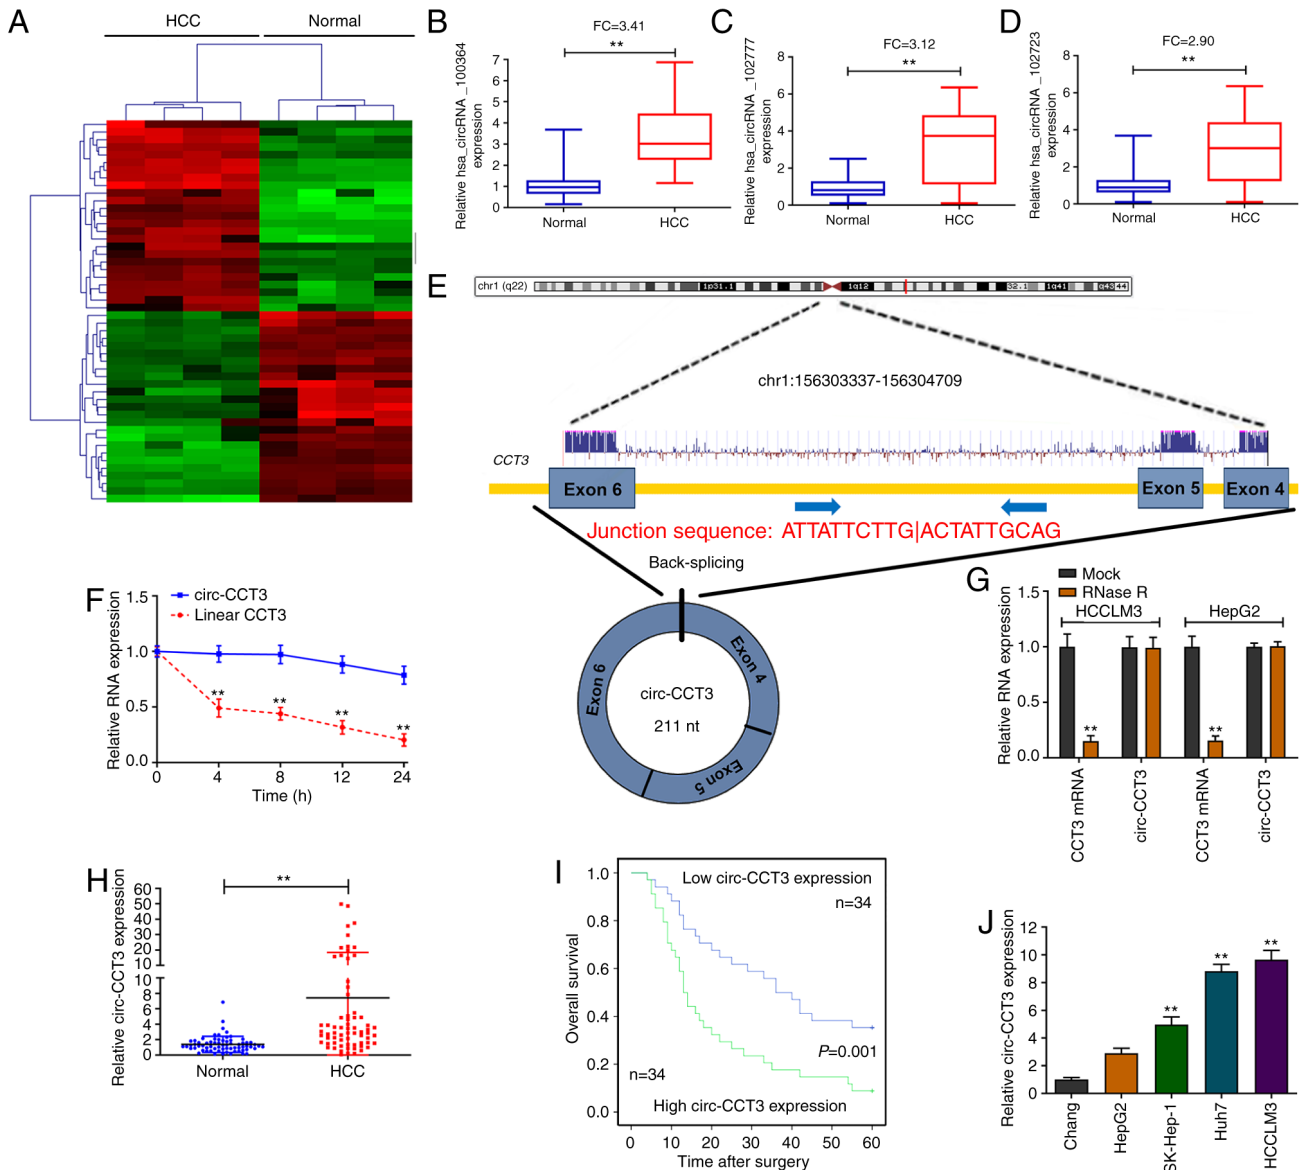 A
HCC
Normal
B
FC=3.41
**
Relative hsa_circRNA _100364
expression
7
6
5
4
3
2
1
0
Normal
HCC
C
FC=3.12
**
Relative hsa_circRNA _102777
expression
8
6
4
2
0
Normal
HCC
D
FC=2.90
**
Relative hsa_circRNA _102723
expression
8
6
4
2
0
Normal
HCC
E
chr1 (q22)
1p31.1
1q12
32.1
1q41
q43
44
chr1:156303337-156304709
CCT3
Exon 6
Exon 5
Exon 4
Junction sequence: ATTATTCTTG|ACTATTGCAG
Back-splicing
Exon 6
Exon 4
Exon 5
circ-CCT3
211 nt
F
circ-CCT3
Linear CCT3
Relative RNA expression
1.5
1.0
0.5
0.0
**
**
**
**
0
4
8
12
24
Time (h)
G
Mock
RNase R
HCCLM3
HepG2
Relative RNA expression
1.5
1.0
0.5
0.0
**
**
CCT3 mRNA
circ-CCT3
CCT3 mRNA
circ-CCT3
H
**
Relative circ-CCT3 expression
60
50
40
30
20
10
10
8
6
4
2
0
Normal
HCC
I
Low circ-CCT3 expression
n=34
Overall survival
1.0
0.8
0.6
0.4
0.2
0.0
P=0.001
n=34
High circ-CCT3 expression
0
10
20
30
40
50
60
Time after surgery
J
Relative circ-CCT3 expression
12
10
8
6
4
2
0
**
**
**
Chang
HepG2
SK-Hep-1
Huh7
HCCLM3